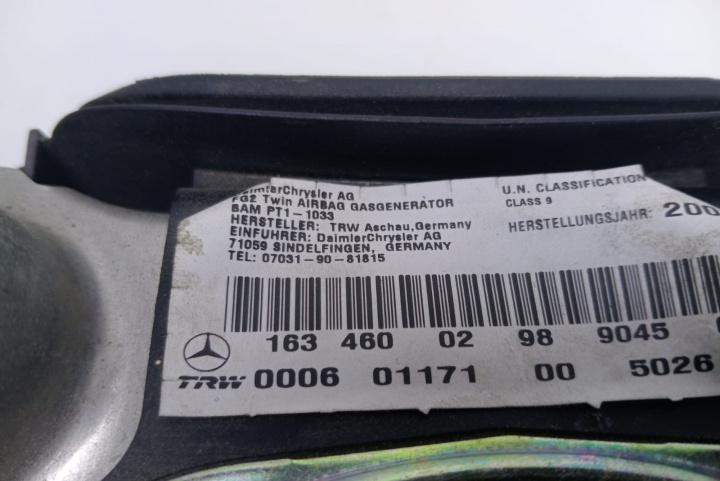 DaimlerChrysler AG
FG2 Twin AIRBAG GASGENERATOR
BAM PT1-1033
HERSTELLER: TRW Aschau,Germany
EINFUHRER: DaimlerChrysler AG
71059 SINDELFINGEN, GERMANY
TEL: 07031-90-81815
U.N. CLASSIFICATION
CLASS 9
HERSTELLUNGSJAHR: 200
163 460 02 98 9045
TRW 0006 01171 00 5026